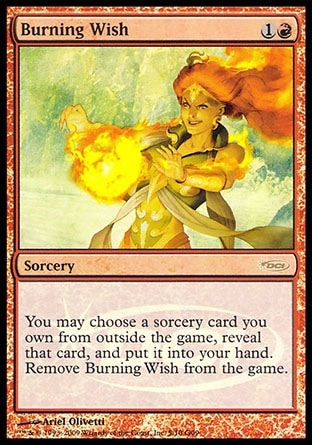 Burning Wish 1
Sorcery
DCI
You may choose a sorcery card you
own from outside the game, reveal
that card, and put it into your hand.
Remove Burning Wish from the game.
Ariel Olivetti